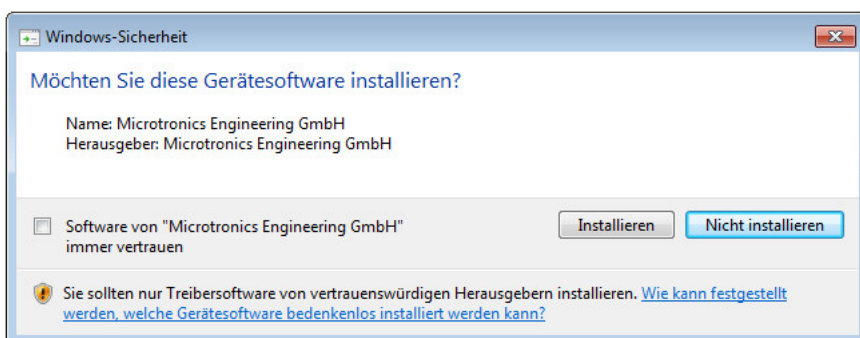 Windows-Sicherheit
Möchten Sie diese Gerätesoftware installieren?
Name: Microtronics Engineering GmbH
Herausgeber: Microtronics Engineering GmbH
Software von "Microtronics Engineering GmbH"
immer vertrauen
Installieren
Nicht installieren
Sie sollten nur Treibersoftware von vertrauenswürdigen Herausgebern installieren. Wie kann festgestellt
werden, welche Gerätesoftware bedenkenlos installiert werden kann?